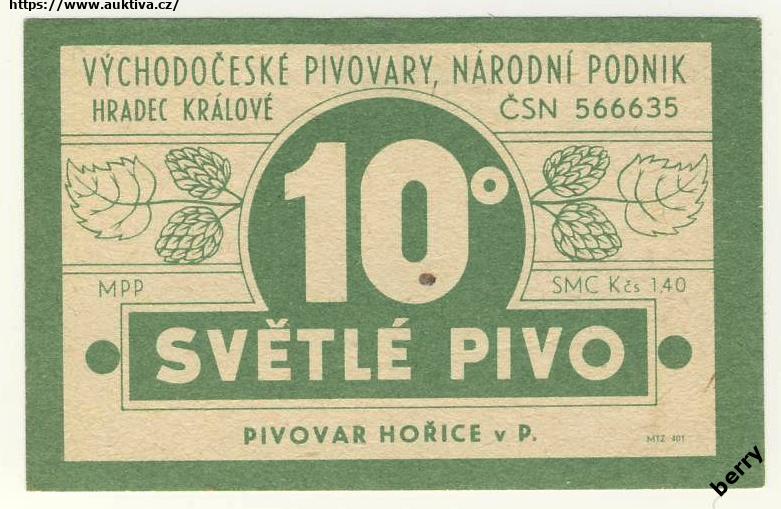 https://www.auktiva.cz/
VÝCHODOČESKÉ PIVOVARY, NÁRODNÍ PODNIK
HRADEC KRÁLOVÉ ČSN 566635
10°
MPP SMC Kčs 1,40
SVĚTLÉ PIVO
PIVOVAR HOŘICE v P.
MTZ 401
berry